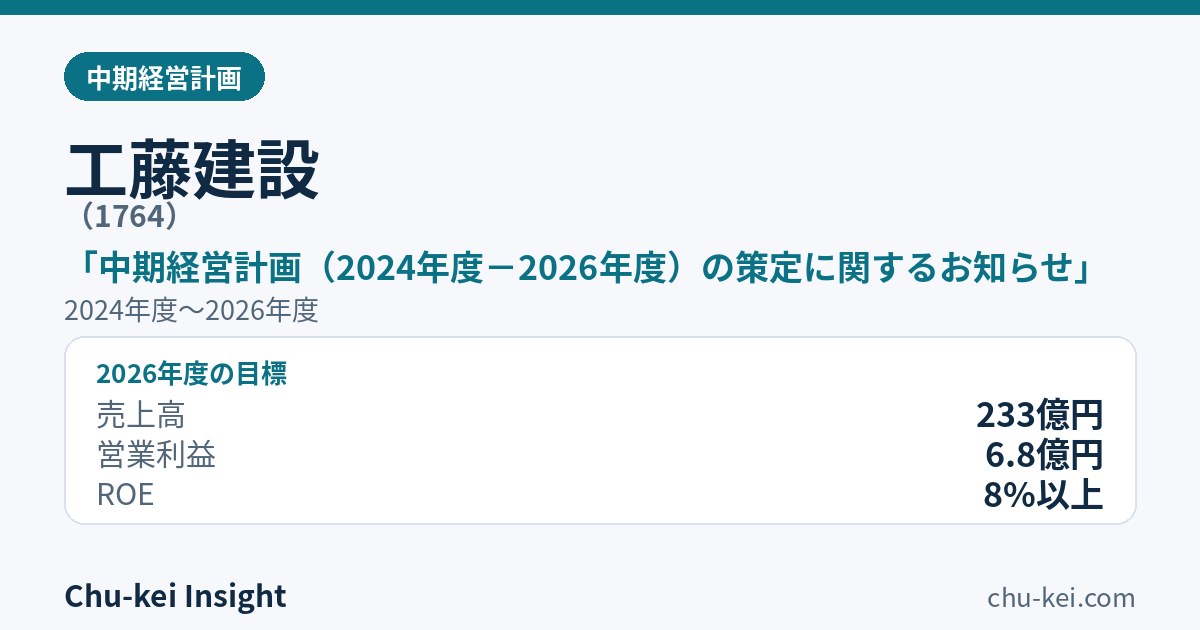 中期経営計画
工藤建設
（1764）
「中期経営計画（2024年度－2026年度）の策定に関するお知らせ」
2024年度〜2026年度
2026年度の目標
売上高 233億円
営業利益 6.8億円
ROE 8%以上
Chu-kei Insight chu-kei.com